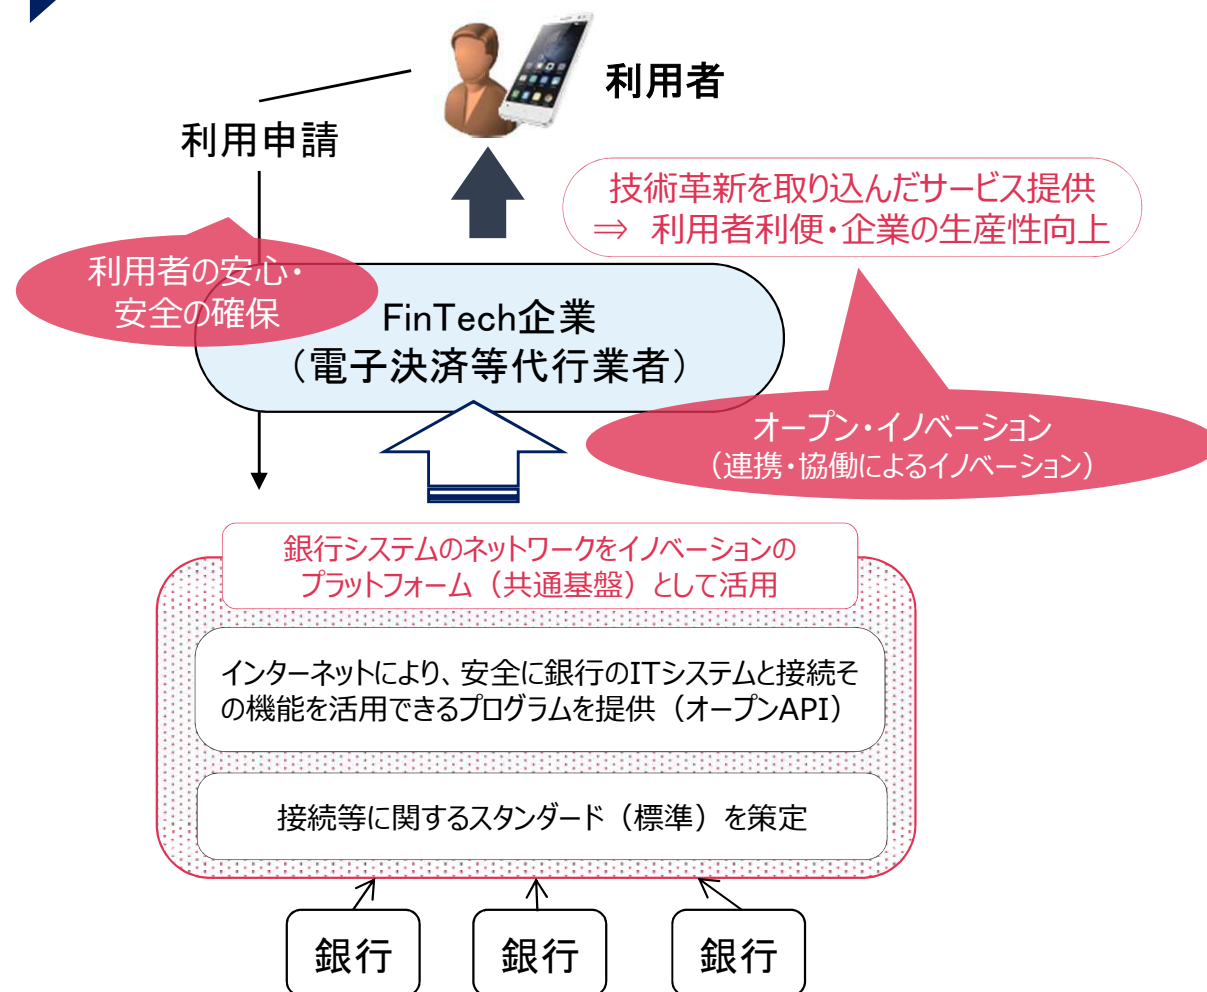 利用者
利用申請
技術革新を取り込んだサービス提供
⇒ 利用者利便・企業の生産性向上
利用者の安心・
安全の確保
FinTech企業
（電子決済等代行業者）
オープン・イノベーション
（連携・協働によるイノベーション）
銀行システムのネットワークをイノベーションの
プラットフォーム（共通基盤）として活用
インターネットにより、安全に銀行のITシステムと接続そ
の機能を活用できるプログラムを提供（オープンAPI）
接続等に関するスタンダード（標準）を策定
銀行
銀行
銀行